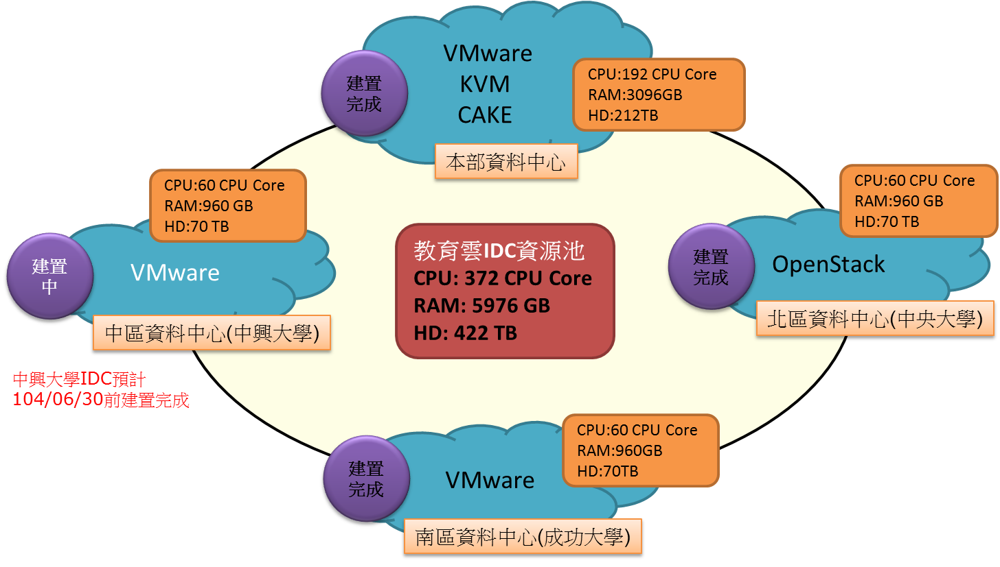 VMware
KVM
CAKE
建置
完成
CPU:192 CPU Core
RAM:3096GB
HD:212TB
本部資料中心
CPU:60 CPU Core
RAM:960 GB
HD:70 TB
建置
中
VMware
中區資料中心(中興大學)
中興大學IDC預計
104/06/30前建置完成
教育雲IDC資源池
CPU: 372 CPU Core
RAM: 5976 GB
HD: 422 TB
CPU:60 CPU Core
RAM:960 GB
HD:70 TB
建置
完成
OpenStack
北區資料中心(中央大學)
CPU:60 CPU Core
RAM:960GB
HD:70TB
建置
完成
VMware
南區資料中心(成功大學)